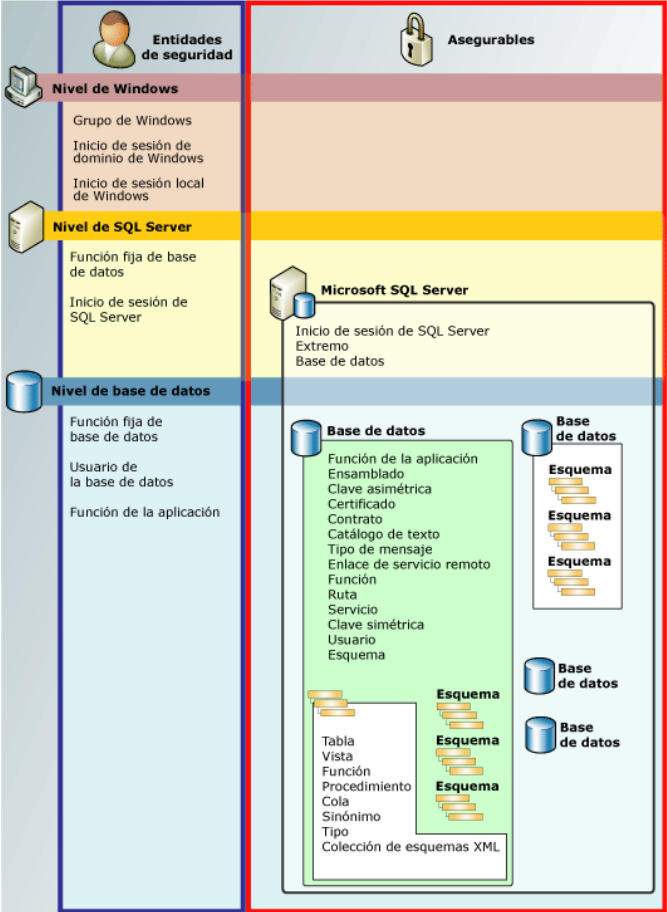 Entidades
de seguridad
Asegurables
Nivel de Windows
Grupo de Windows
Inicio de sesión de
dominio de Windows
Inicio de sesión local
de Windows
Nivel de SQL Server
Función fija de base
de datos
Inicio de sesión de
SQL Server
Microsoft SQL Server
Inicio de sesión de SQL Server
Extremo
Base de datos
Nivel de base de datos
Función fija de
base de datos
Usuario de
la base de datos
Función de la aplicación
Base de datos
Función de la aplicación
Ensamblado
Clave asimétrica
Certificado
Contrato
Catálogo de texto
Tipo de mensaje
Enlace de servicio remoto
Función
Ruta
Servicio
Clave simétrica
Usuario
Esquema
Tabla
Vista
Función
Procedimiento
Cola
Sinónimo
Tipo
Colección de esquemas XML
Esquema
Esquema
Esquema
Base
de datos
Esquema
Esquema
Esquema
Base
de datos
Base
de datos